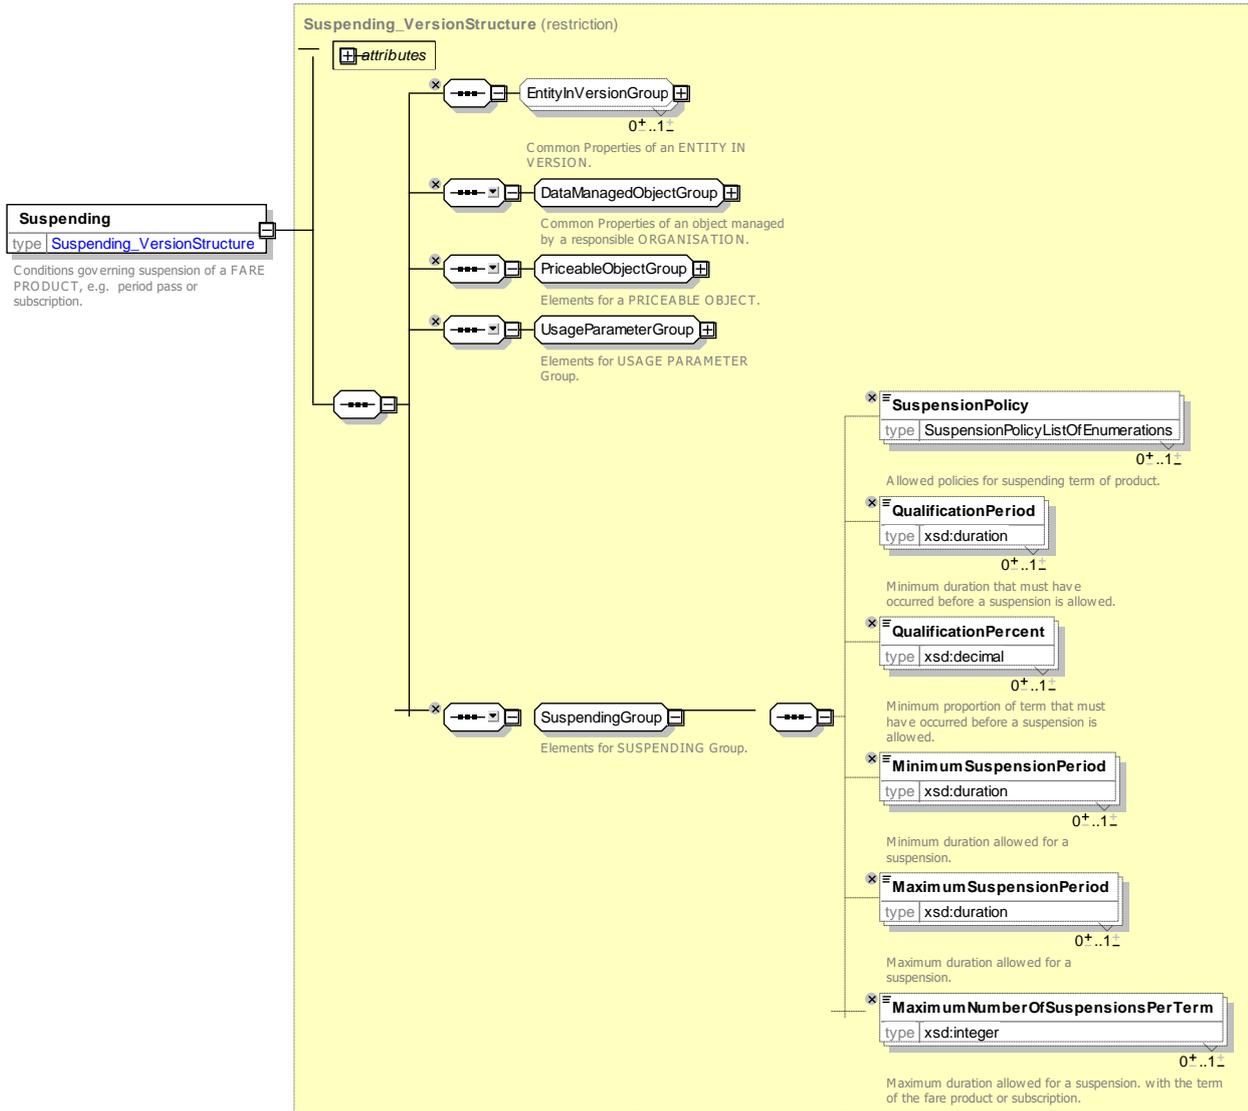 Suspending_VersionStructure (restriction)
attributes
EntityInVersionGroup
0..1
Common Properties of an ENTITY IN
VERSION.
DataManagedObjectGroup
Common Properties of an object managed
by a responsible ORGANISATION.
Suspending
type Suspending_VersionStructure
Conditions governing suspension of a FARE
PRODUCT, e.g. period pass or
subscription.
PriceableObjectGroup
Elements for a PRICEABLE OBJECT.
UsageParameterGroup
Elements for USAGE PARAMETER
Group.
SuspendingGroup
Elements for SUSPENDING Group.
SuspensionPolicy
type SuspensionPolicyListOfEnumerations
0..1
Allowed policies for suspending term of product.
QualificationPeriod
type xsd:duration
0..1
Minimum duration that must have
occurred before a suspension is allowed.
QualificationPercent
type xsd:decimal
0..1
Minimum proportion of term that must
have occurred before a suspension is
allowed.
MinimumSuspensionPeriod
type xsd:duration
0..1
Minimum duration allowed for a
suspension.
MaximumSuspensionPeriod
type xsd:duration
0..1
Maximum duration allowed for a
suspension.
MaximumNumberOfSuspensionsPerTerm
type xsd:integer
0..1
Maximum duration allowed for a suspension. with the term
of the fare product or subscription.